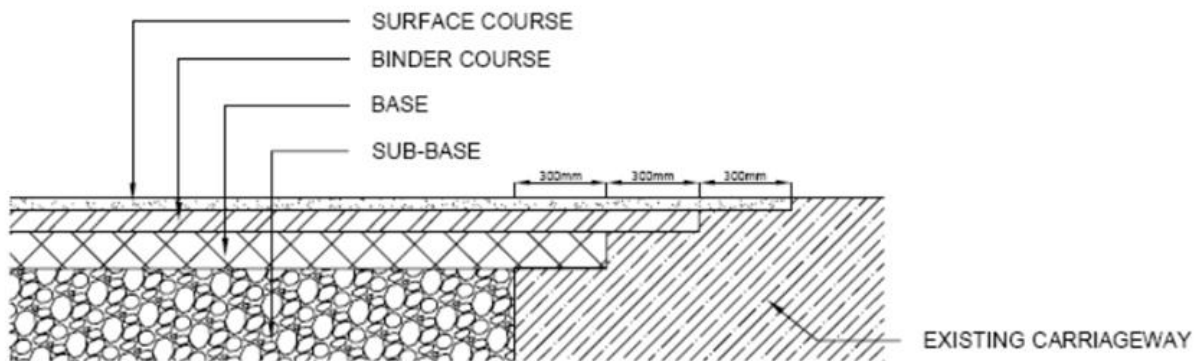 SURFACE COURSE
BINDER COURSE
BASE
SUB-BASE
300mm 300mm 300mm
EXISTING CARRIAGEWAY